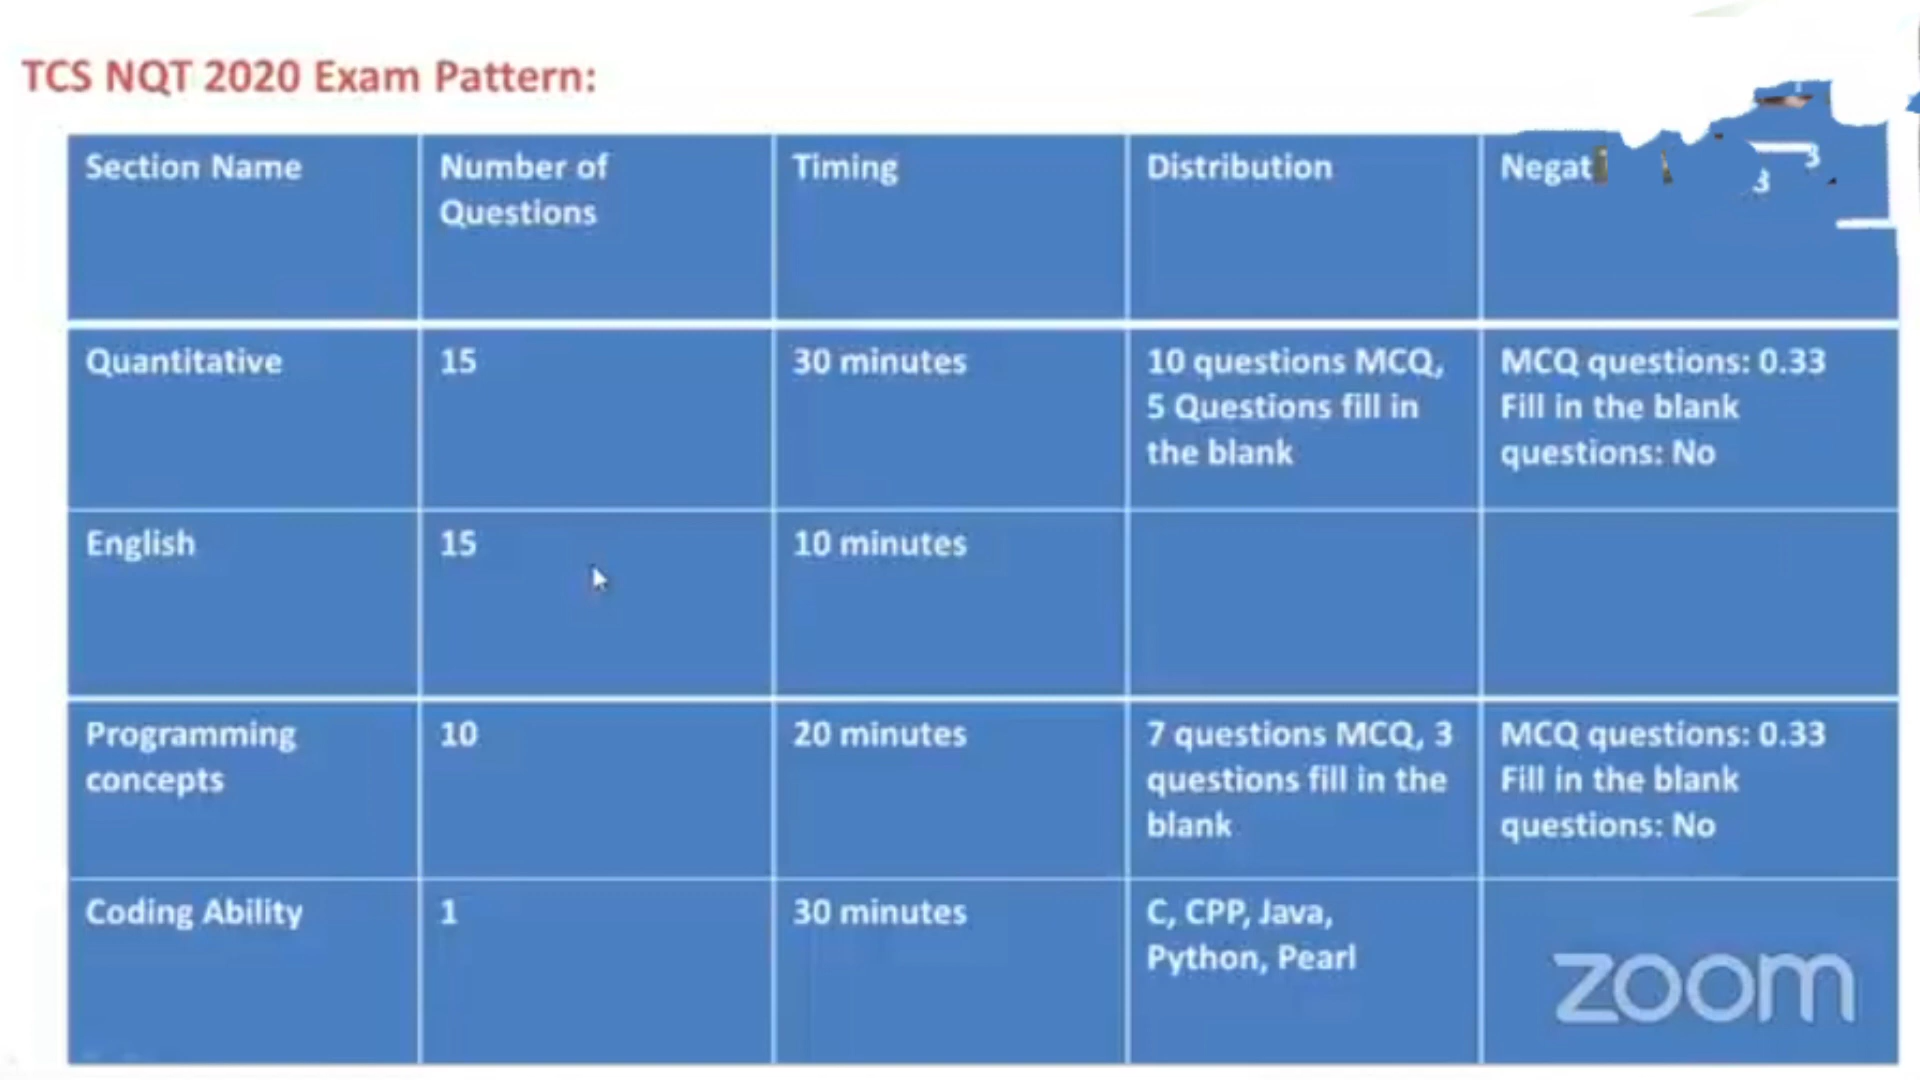 TCS NQT 2020 Exam Pattern:
Section Name
Number of
Questions
Timing
Distribution
Quantitative
15
30 minutes
10 questions MCQ,
5 Questions fill in
the blank
MCQ questions: 0.33
Fill in the blank
questions: No
English
15
10 minutes
Programming
concepts
10
20 minutes
7 questions MCQ, 3
questions fill in the
blank
MCQ questions: 0.33
Fill in the blank
questions: No
Coding Ability
1
30 minutes
C, CPP, Java,
Python, Pearl
zoom